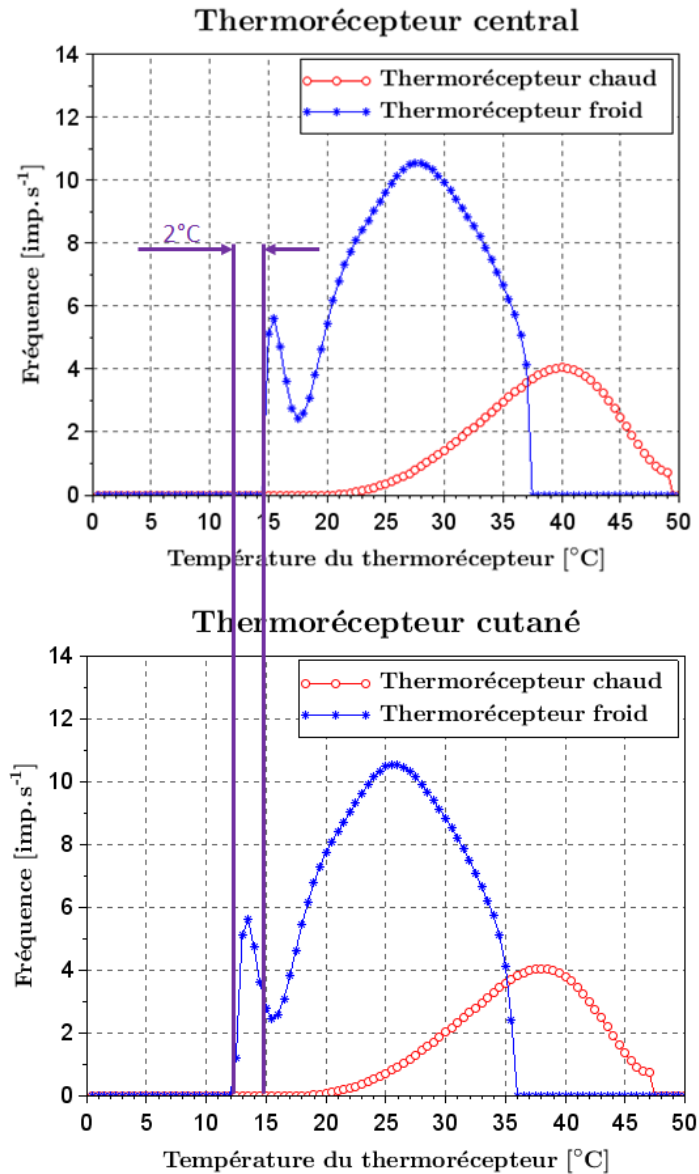 Thermorécepteur central
14
12
10
8
6
4
2
0
Fréquence [imp.s⁻¹]
Thermorécepteur chaud
Thermorécepteur froid
2°C
0 5 10 15 20 25 30 35 40 45 50
Température du thermorécepteur [°C]
Thermorécepteur cutané
14
12
10
8
6
4
2
0
Fréquence [imp.s⁻¹]
Thermorécepteur chaud
Thermorécepteur froid
0 5 10 15 20 25 30 35 40 45 50
Température du thermorécepteur [°C]